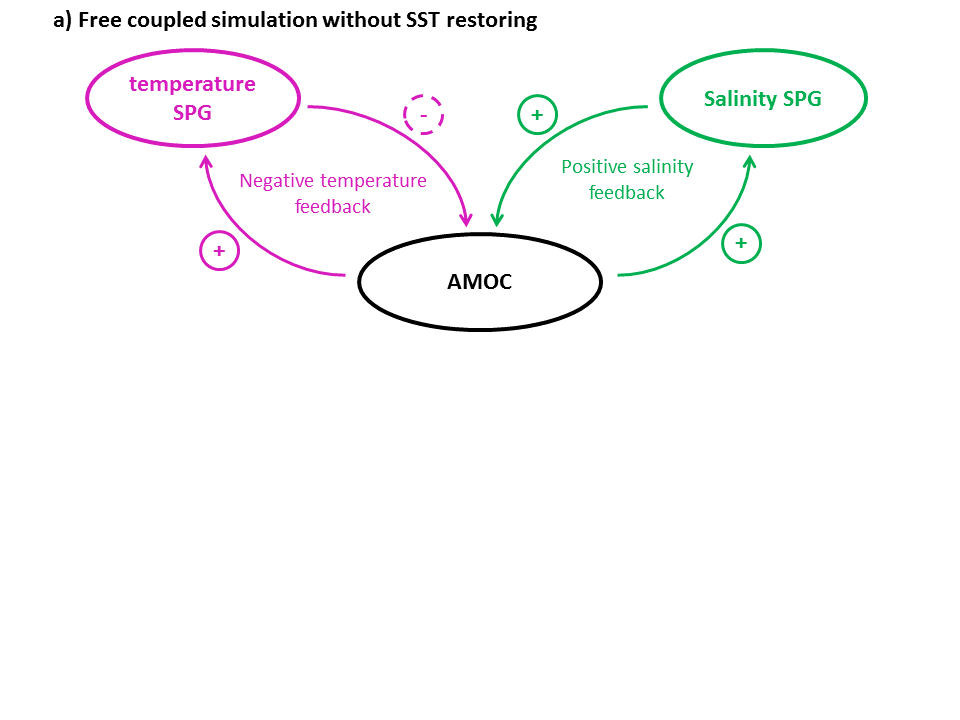 a) Free coupled simulation without SST restoring
temperature
SPG
-
+
Salinity SPG
Negative temperature
feedback
Positive salinity
feedback
+
+
AMOC